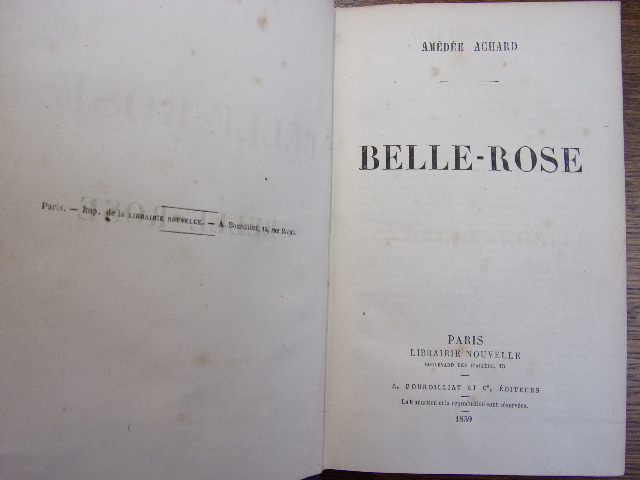 Paris. — Imp. de la LIBRAIRIE NOUVELLE. — A. Bourdilliat, 15, rue Breda.
AMÉDÉE ACHARD
BELLE-ROSE
PARIS
LIBRAIRIE NOUVELLE
BOULEVARD DES ITALIENS, 15
A. BOURDILLIAT ET Cᵉ, ÉDITEURS
La traduction et la reproduction sont réservées.
1859